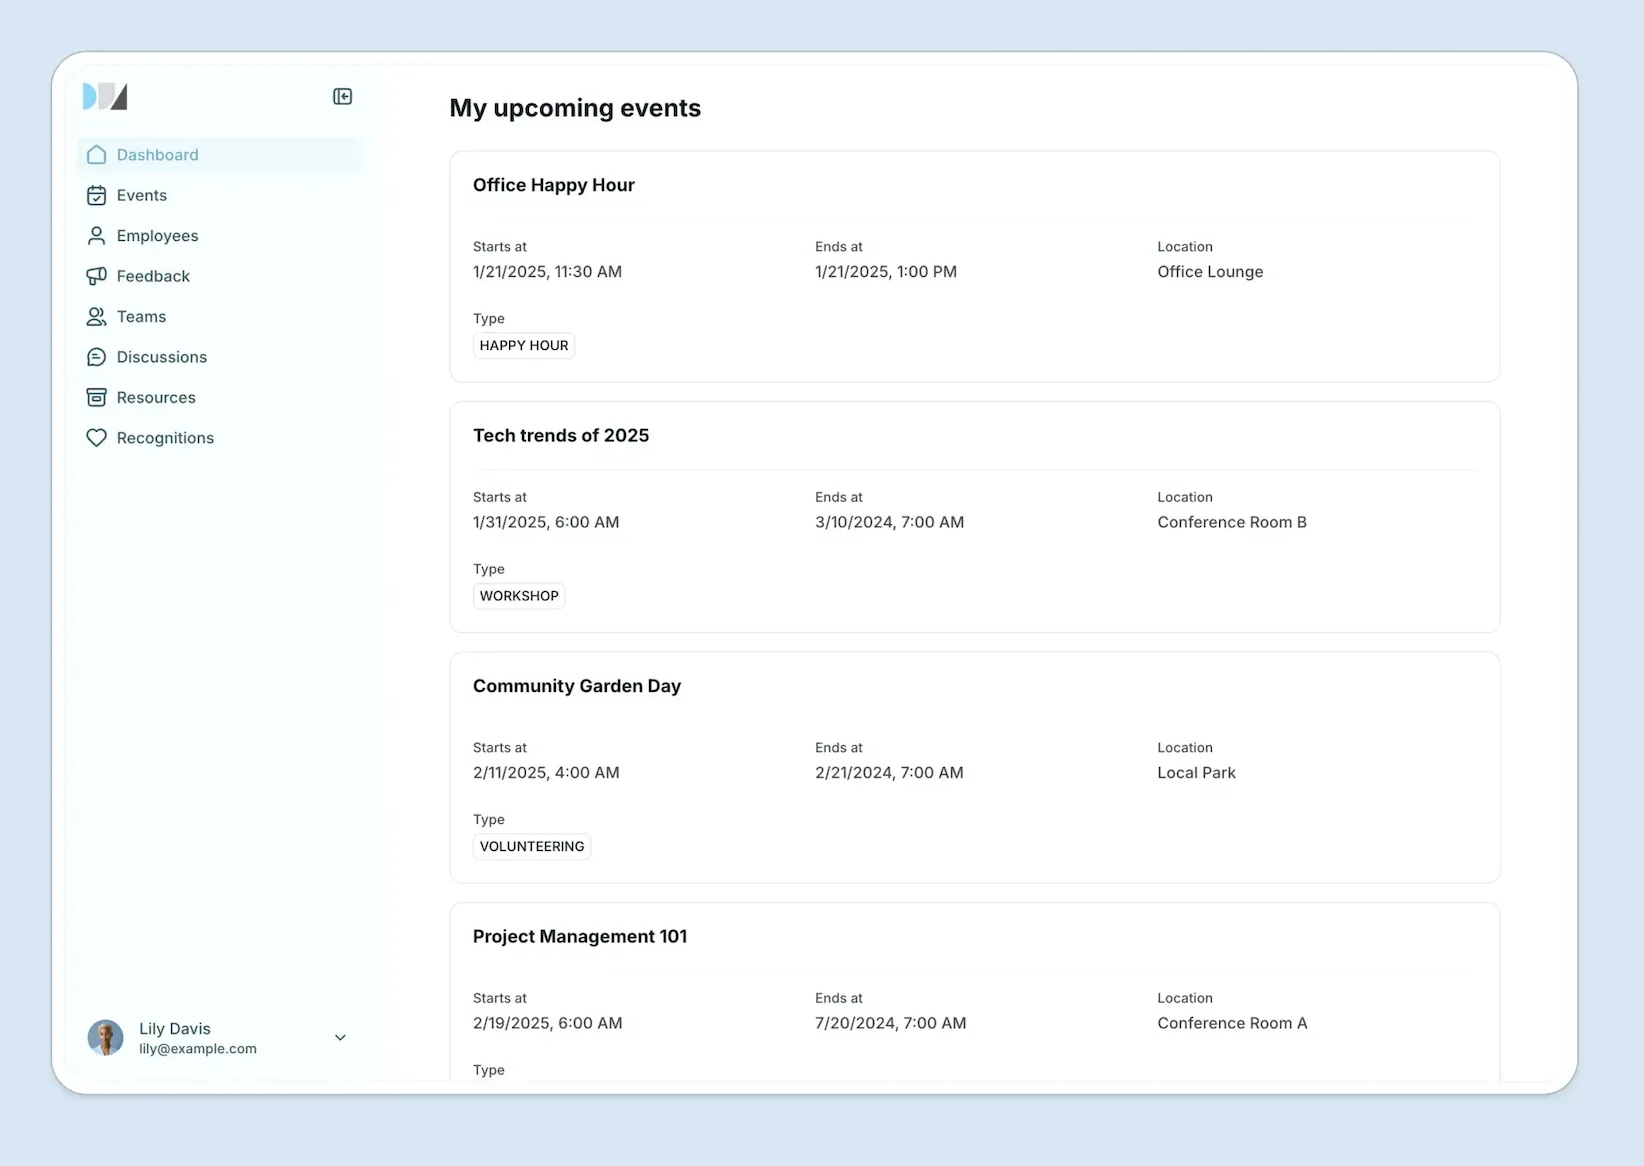 Dashboard
Events
Employees
Feedback
Teams
Discussions
Resources
Recognitions
Lily Davis
lily@example.com
My upcoming events
Office Happy Hour
Starts at Ends at Location
1/21/2025, 11:30 AM 1/21/2025, 1:00 PM Office Lounge
Type
HAPPY HOUR
Tech trends of 2025
Starts at Ends at Location
1/31/2025, 6:00 AM 3/10/2024, 7:00 AM Conference Room B
Type
WORKSHOP
Community Garden Day
Starts at Ends at Location
2/11/2025, 4:00 AM 2/21/2024, 7:00 AM Local Park
Type
VOLUNTEERING
Project Management 101
Starts at Ends at Location
2/19/2025, 6:00 AM 7/20/2024, 7:00 AM Conference Room A
Type